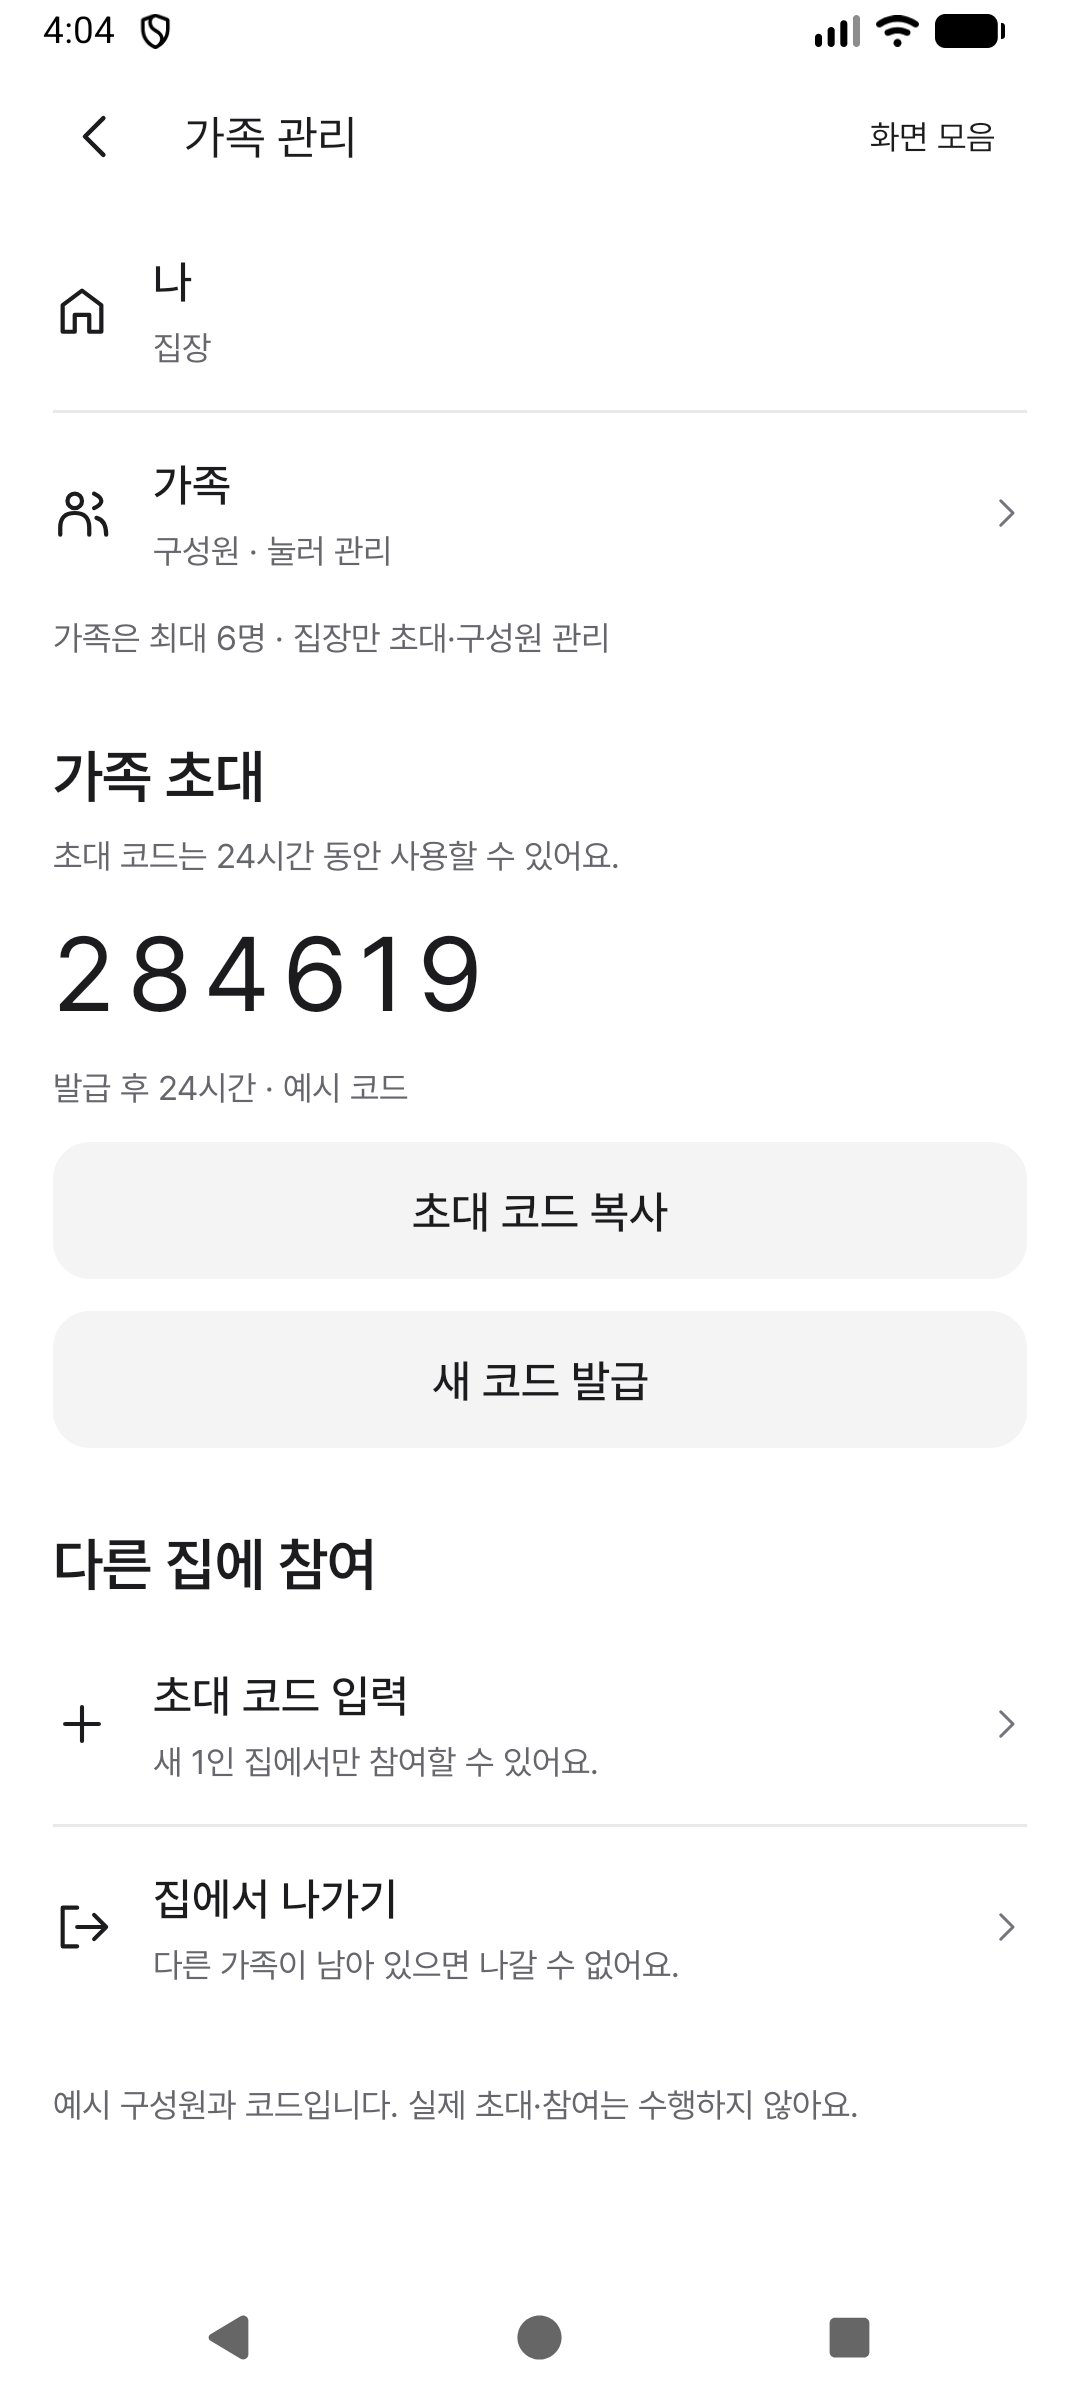 4:04
가족 관리
화면 모음
나
집장
가족
구성원 · 눌러 관리
가족은 최대 6명 · 집장만 초대·구성원 관리
가족 초대
초대 코드는 24시간 동안 사용할 수 있어요.
284619
발급 후 24시간 · 예시 코드
초대 코드 복사
새 코드 발급
다른 집에 참여
초대 코드 입력
새 1인 집에서만 참여할 수 있어요.
집에서 나가기
다른 가족이 남아 있으면 나갈 수 없어요.
예시 구성원과 코드입니다. 실제 초대·참여는 수행하지 않아요.